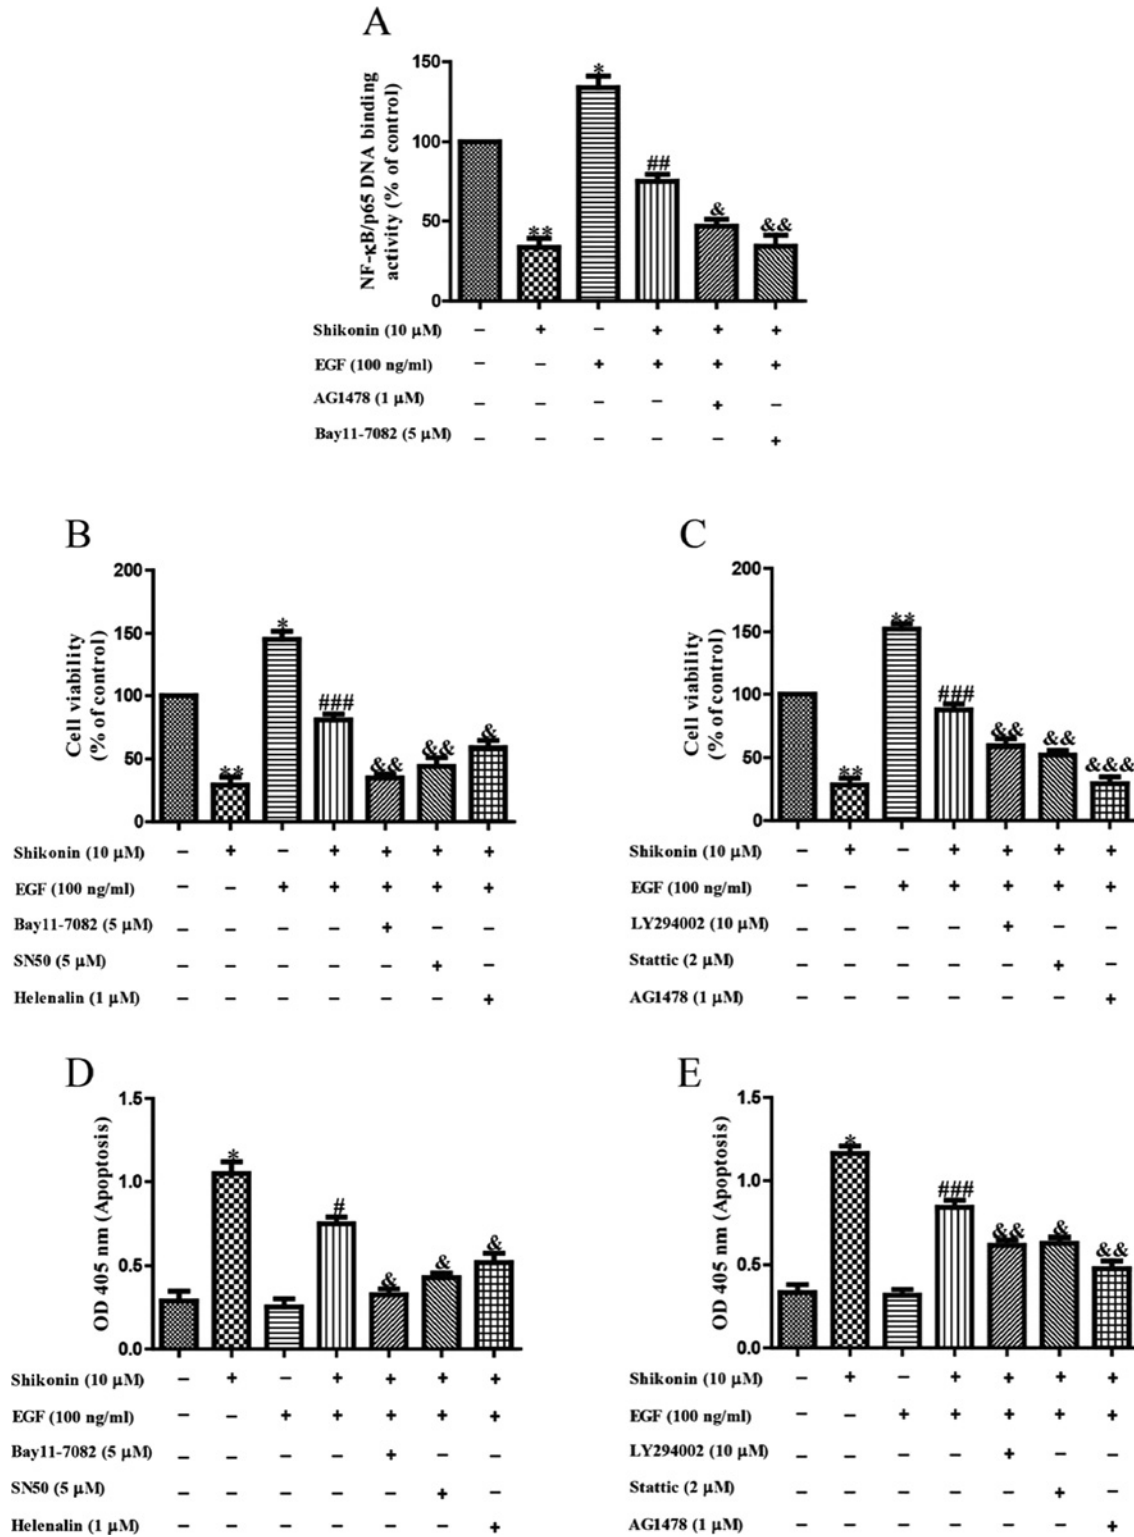 A
NF-κB/p65 DNA binding
activity (% of control)
150
100
50
0
*
**
##
&
&&
Shikonin (10 µM) – + – + + +
EGF (100 ng/ml) – – + + + +
AG1478 (1 µM) – – – – + –
Bay11-7082 (5 µM) – – – – – +
B
Cell viability
(% of control)
200
150
100
50
0
**
*
###
&&
&&
&
Shikonin (10 µM) – + – + + + +
EGF (100 ng/ml) – – + + + + +
Bay11-7082 (5 µM) – – – – + – –
SN50 (5 µM) – – – – – + –
Helenalin (1 µM) – – – – – – +
C
Cell viability
(% of control)
200
150
100
50
0
**
**
###
&&
&&
&&&
Shikonin (10 µM) – + – + + + +
EGF (100 ng/ml) – – + + + + +
LY294002 (10 µM) – – – – + – –
Stattic (2 µM) – – – – – + –
AG1478 (1 µM) – – – – – – +
D
OD 405 nm (Apoptosis)
1.5
1.0
0.5
0.0
*
#
&
&
&
Shikonin (10 µM) – + – + + + +
EGF (100 ng/ml) – – + + + + +
Bay11-7082 (5 µM) – – – – + – –
SN50 (5 µM) – – – – – + –
Helenalin (1 µM) – – – – – – +
E
OD 405 nm (Apoptosis)
1.5
1.0
0.5
0.0
*
###
&&
&
&&
Shikonin (10 µM) – + – + + + +
EGF (100 ng/ml) – – + + + + +
LY294002 (10 µM) – – – – + – –
Stattic (2 µM) – – – – – + –
AG1478 (1 µM) – – – – – – +